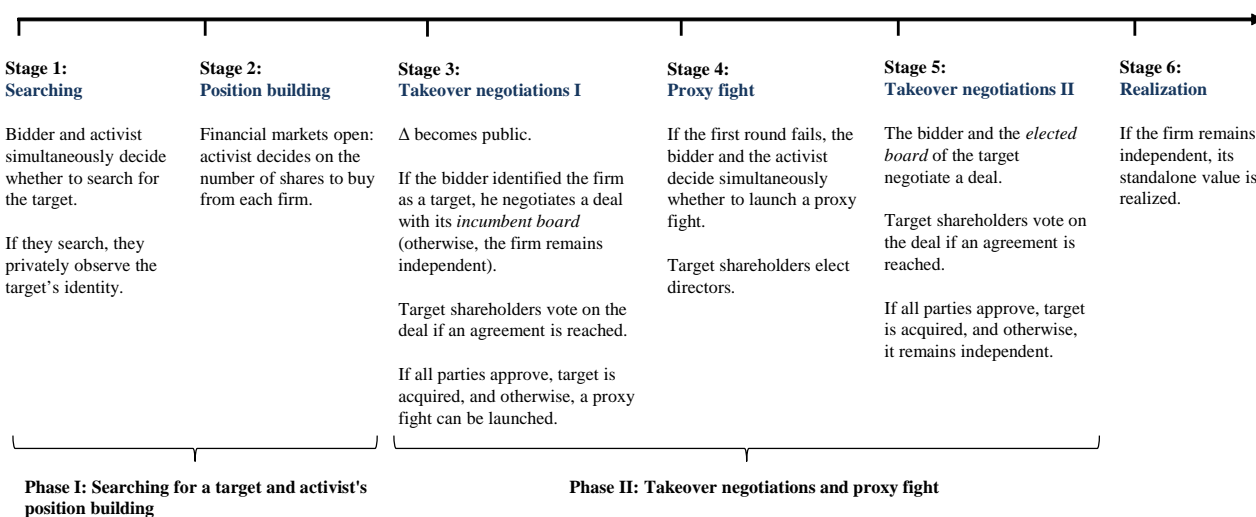 Stage 1:
Searching
Bidder and activist
simultaneously decide
whether to search for
the target.
If they search, they
privately observe the
target's identity.
Stage 2:
Position building
Financial markets open:
activist decides on the
number of shares to buy
from each firm.
Stage 3:
Takeover negotiations I
Δ becomes public.
If the bidder identified the firm
as a target, he negotiates a deal
with its incumbent board
(otherwise, the firm remains
independent).
Target shareholders vote on the
deal if an agreement is reached.
If all parties approve, target is
acquired, and otherwise, a proxy
fight can be launched.
Stage 4:
Proxy fight
If the first round fails, the
bidder and the activist
decide simultaneously
whether to launch a proxy
fight.
Target shareholders elect
directors.
Stage 5:
Takeover negotiations II
The bidder and the elected
board of the target
negotiate a deal.
Target shareholders vote on
the deal if an agreement is
reached.
If all parties approve, target
is acquired, and otherwise,
it remains independent.
Stage 6:
Realization
If the firm remains
independent, its
standalone value is
realized.
Phase I: Searching for a target and activist's
position building
Phase II: Takeover negotiations and proxy fight